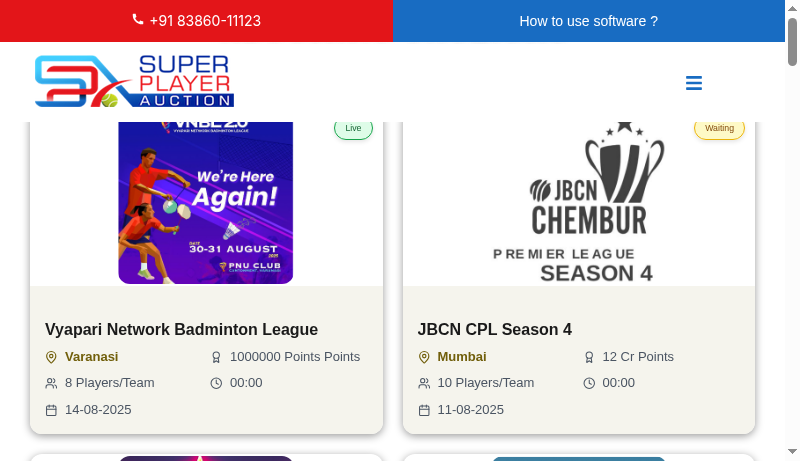 +91 83860-11123
How to use software ?
SUPER
PLAYER
AUCTION
VNBL 2.0
VYAPARI NETWORK BADMINTON LEAGUE
Live
We're Here
Again!
DATE
30-31 AUGUST
2025
PNU CLUB
CANTONMENT, VARANASI
Waiting
JBCN
CHEMBUR
PREMIER LEAGUE
SEASON 4
Vyapari Network Badminton League
Varanasi
1000000 Points Points
8 Players/Team
00:00
14-08-2025
JBCN CPL Season 4
Mumbai
12 Cr Points
10 Players/Team
00:00
11-08-2025